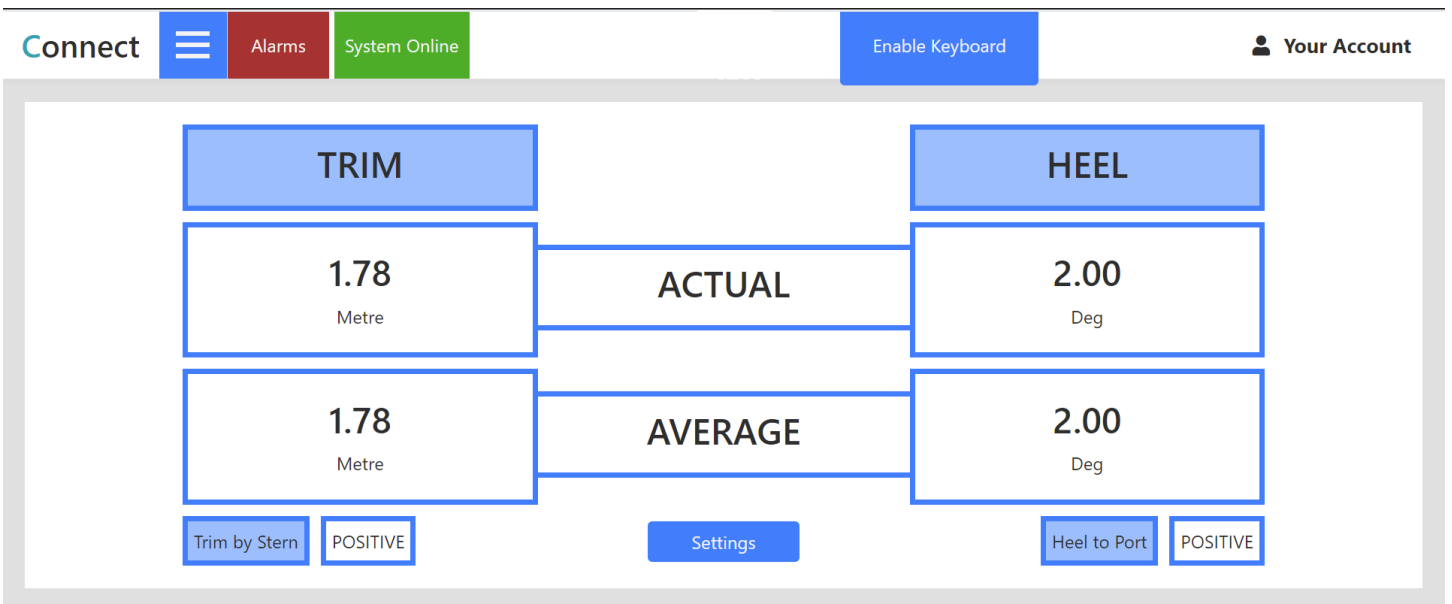 Connect
Alarms
System Online
Enable Keyboard
Your Account
TRIM
HEEL
1.78
Metre
ACTUAL
2.00
Deg
1.78
Metre
AVERAGE
2.00
Deg
Trim by Stern
POSITIVE
Settings
Heel to Port
POSITIVE